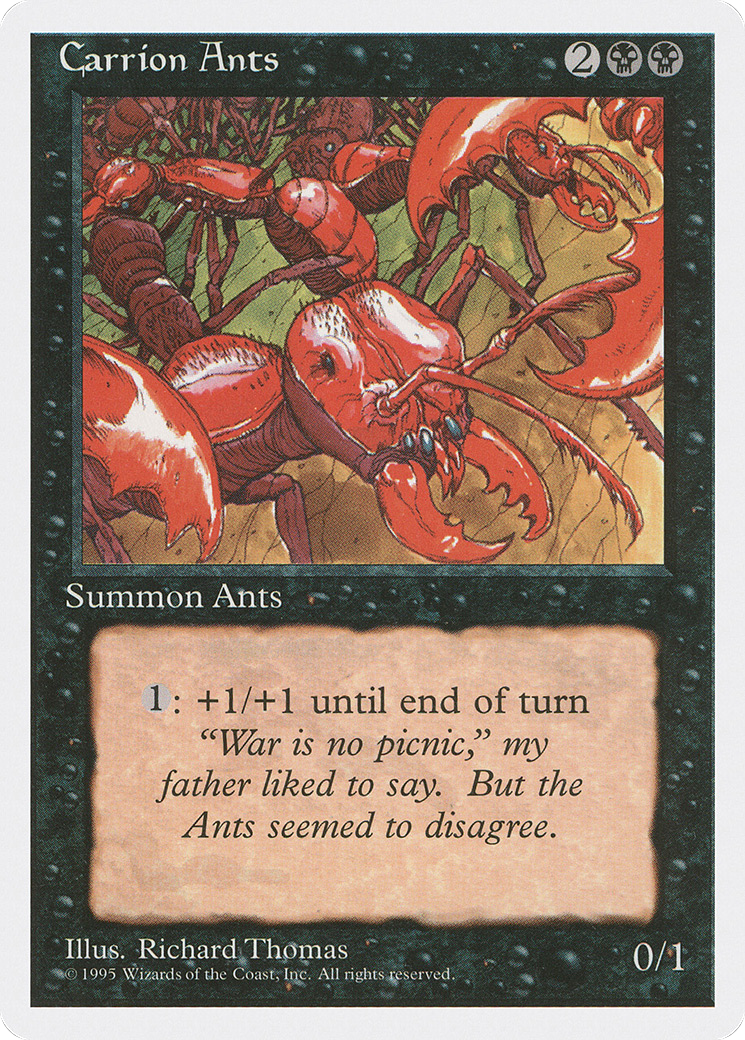 Carrion Ants 2
Summon Ants
1: +1/+1 until end of turn
“War is no picnic,” my
father liked to say. But the
Ants seemed to disagree.
Illus. Richard Thomas
© 1995 Wizards of the Coast, Inc. All rights reserved.
0/1